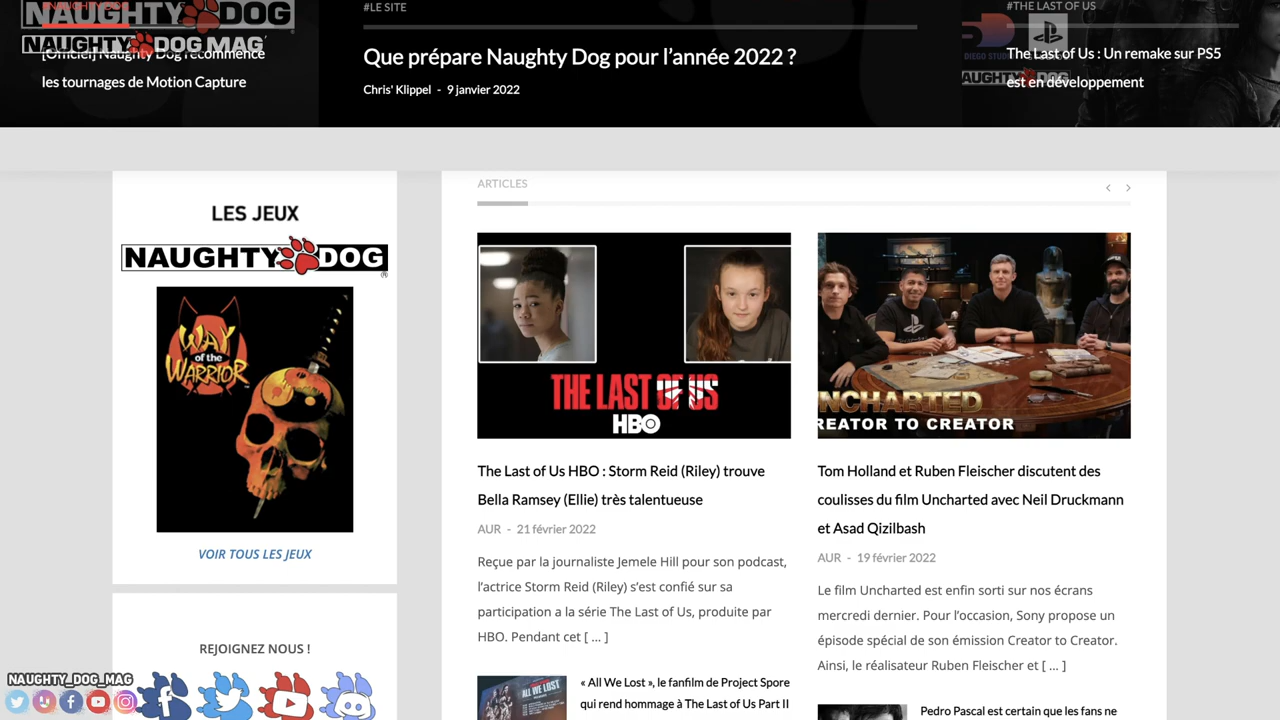 NAUGHTY DOG
NAUGHTY DOG MAG
[Officiel] Naughty Dog recommence
les tournages de Motion Capture
#LE SITE
Que prépare Naughty Dog pour l’année 2022 ?
Chris' Klippel - 9 janvier 2022
#THE LAST OF US
DIEGO STUDIO
NAUGHTY DOG
The Last of Us : Un remake sur PS5
est en développement
LES JEUX
NAUGHTY DOG
WAY
of the
WARRIOR
VOIR TOUS LES JEUX
REJOIGNEZ NOUS !
NAUGHTY_DOG_MAG
ARTICLES
THE LAST OF US
HBO
The Last of Us HBO : Storm Reid (Riley) trouve
Bella Ramsey (Ellie) très talentueuse
AUR - 21 février 2022
Reçue par la journaliste Jemele Hill pour son podcast,
l’actrice Storm Reid (Riley) s’est confié sur sa
participation a la série The Last of Us, produite par
HBO. Pendant cet [ ... ]
ALL WE LOST
« All We Lost », le fanfilm de Project Spore
qui rend hommage à The Last of Us Part II
NCHARTED
REATOR TO CREATOR
Tom Holland et Ruben Fleischer discutent des
coulisses du film Uncharted avec Neil Druckmann
et Asad Qizilbash
AUR - 19 février 2022
Le film Uncharted est enfin sorti sur nos écrans
mercredi dernier. Pour l’occasion, Sony propose un
épisode spécial de son émission Creator to Creator.
Ainsi, le réalisateur Ruben Fleischer et [ ... ]
Pedro Pascal est certain que les fans ne